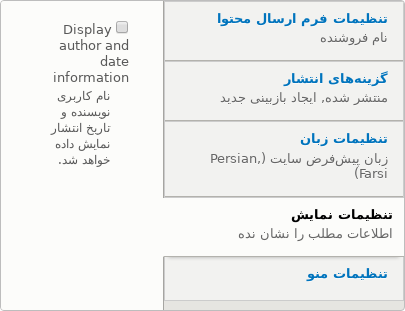 تنظیمات فرم ارسال محتوا
نام فروشنده
گزینه‌های انتشار
منتشر شده, ایجاد بازبینی جدید
تنظیمات زبان
زبان پیش‌فرض سایت (Persian,
Farsi)
تنظیمات نمایش
اطلاعات مطلب را نشان نده
تنظیمات منو
Display
author and
date
information
نام کاربری
نویسنده و
تاریخ انتشار
نمایش داده
خواهد شد.